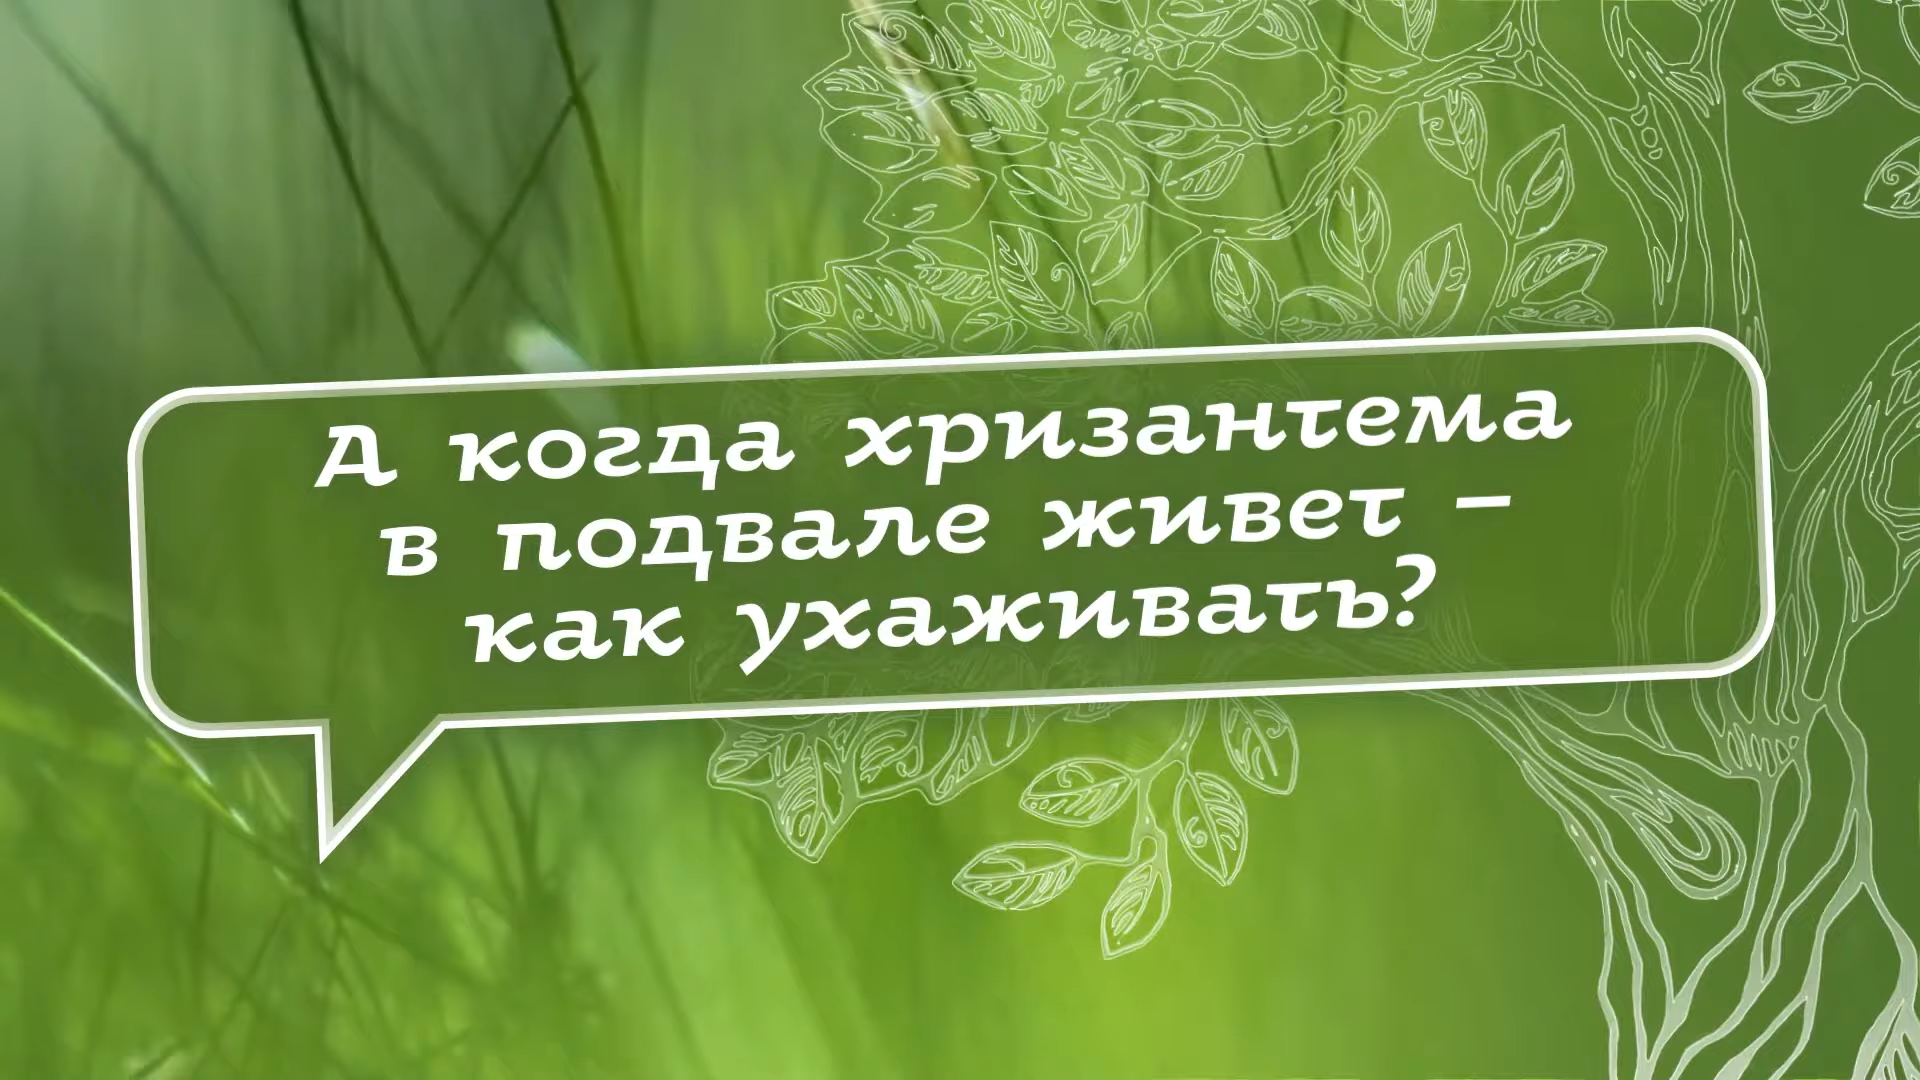 А когда хризантема
в подвале живет –
как ухаживать?